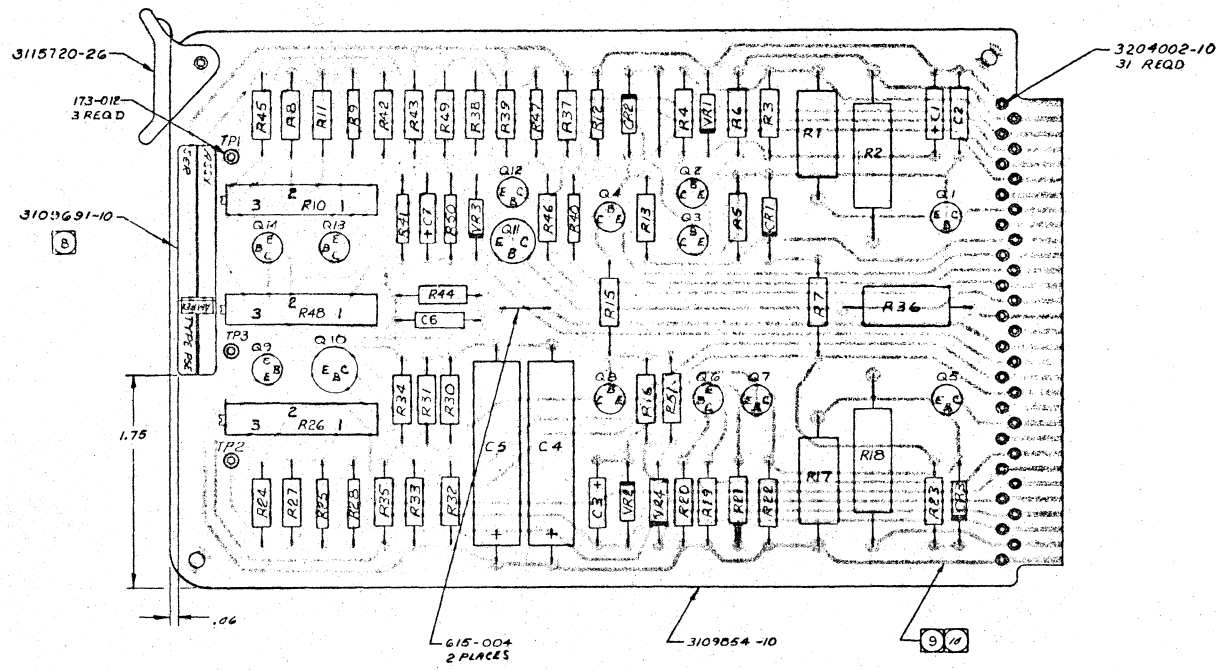 3115720-26
173-012
3 REQD
3109691-10
8
1.75
.06
615-004
2 PLACES
3109854-10
9 10
3204002-10
31 REQD
TP1
TP3
TP2
R45 R8 R11 R9 R42 R43 R49 R38 R39 R47 R37 R12 CR2 R4 VR1 R6 R3 R1 R2 +C1 C2
3 2 R10 1
Q14 Q13
R41 +C7 R50 VR3
Q12
Q11
R46 R40
Q4
R13
Q2
Q3
R5 CR1
Q1
3 2 R48 1
R44
C6
R15 R7 R36
Q9 Q10
R34 R31 R30
C5 C4
Q8
R16 R51
Q6 Q7
Q5
3 2 R26 1
R17 R18
R24 R27 R25 R28 R35 R33 R32
C3+ VR2 VR4 R20 R19 R21 R22
R23 CR3
ASSY
SER
TYPE